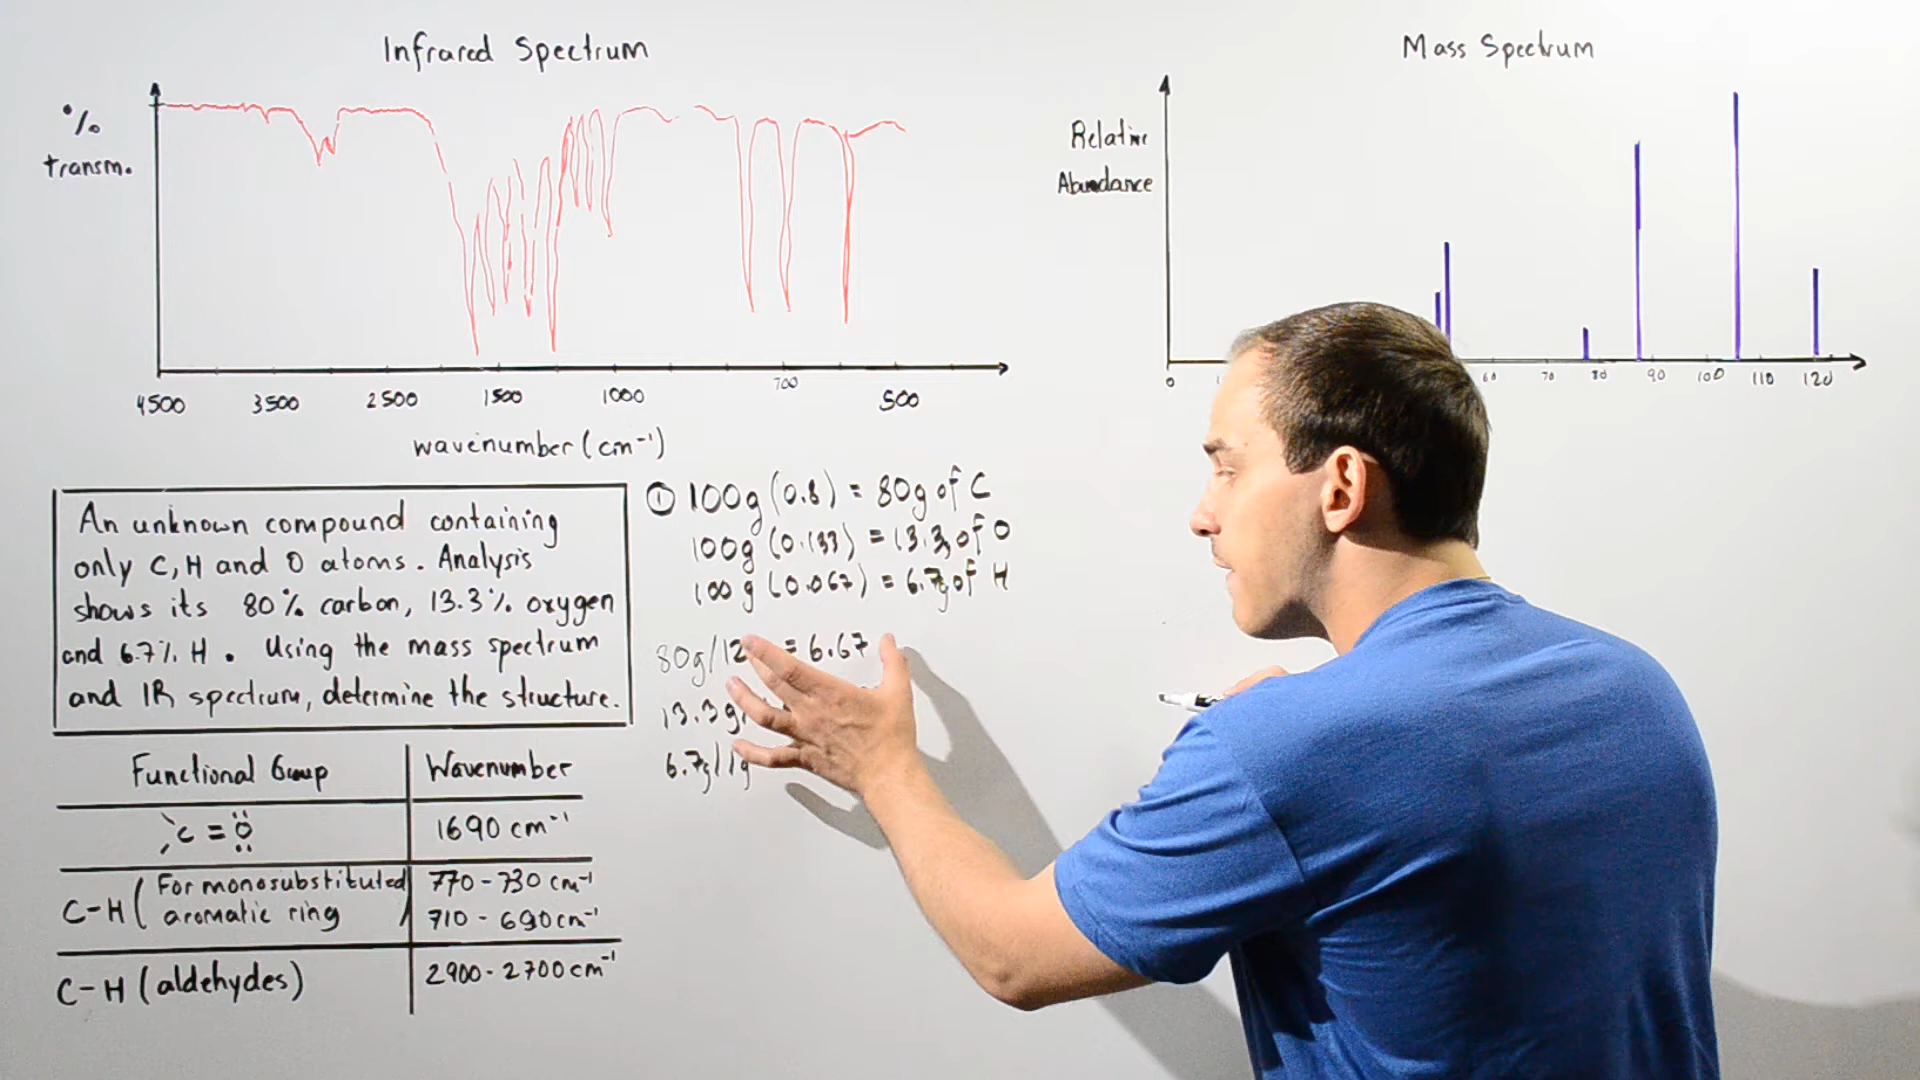 Infrared Spectrum
Mass Spectrum
% transm.
Relative
Abundance
4500 3500 2500 1500 1000 700 500
wavenumber (cm⁻¹)
0 60 70 80 90 100 110 120
An unknown compound containing
only C, H and O atoms. Analysis
shows its 80% carbon, 13.3% oxygen
and 6.7% H. Using the mass spectrum
and IR spectrum, determine the structure.
① 100g (0.8) = 80g of C
100g (0.133) = 13.3g of O
100g (0.067) = 6.7g of H
80g/12 = 6.67
13.3g
6.7g/1g
Functional Group Wavenumber
C=O 1690 cm⁻¹
C-H (For monosubstituted aromatic ring) 770-730 cm⁻¹
710-690 cm⁻¹
C-H (aldehydes) 2900-2700 cm⁻¹